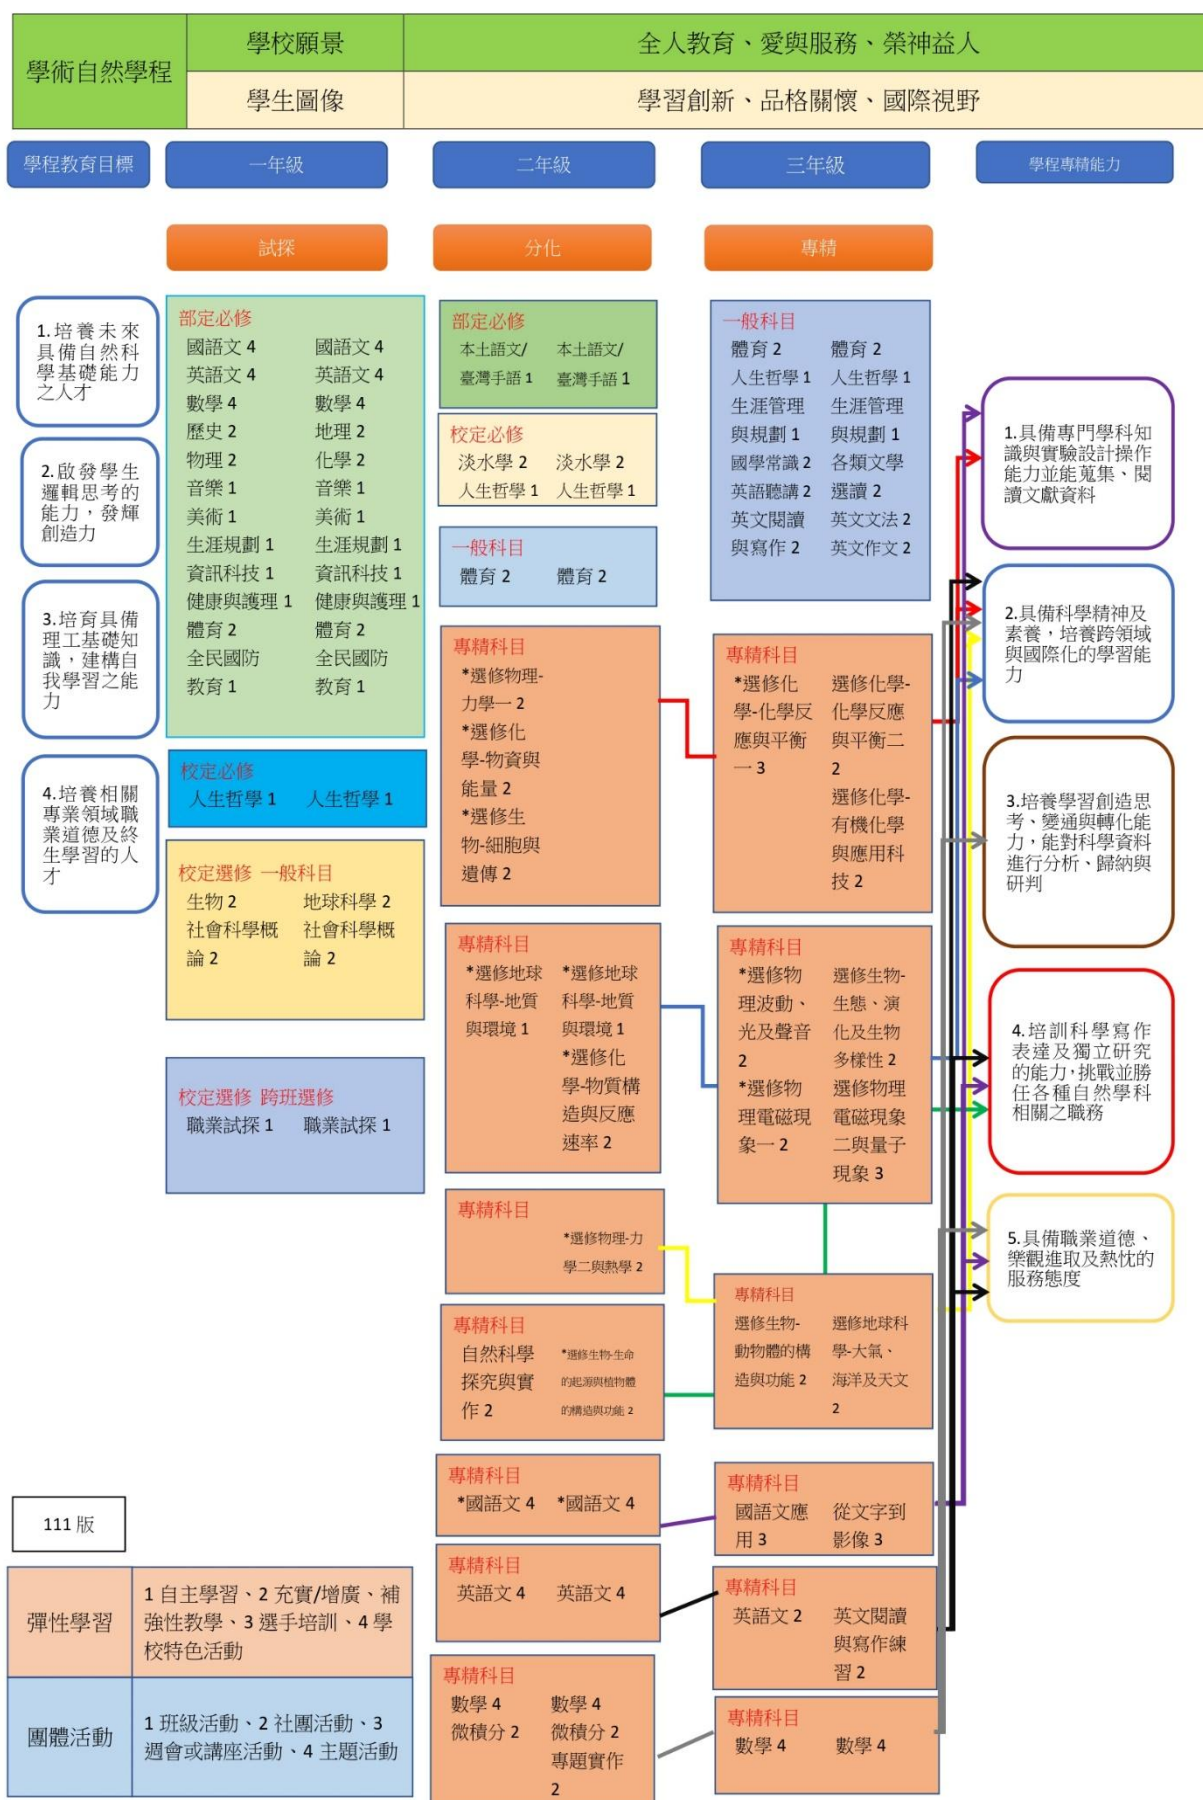 學術自然學程
學校願景
全人教育、愛與服務、榮神益人
學生圖像
學習創新、品格關懷、國際視野
學程教育目標
一年級
二年級
三年級
學程專精能力
試探
分化
專精
1.培養未來
具備自然科
學基礎能力
之人才
2.啟發學生
邏輯思考的
能力，發輝
創造力
3.培育具備
理工基礎知
識，建構自
我學習之能
力
4.培養相關
專業領域職
業道德及終
生學習的人
才
部定必修
國語文 4 國語文 4
英語文 4 英語文 4
數學 4 數學 4
歷史 2 地理 2
物理 2 化學 2
音樂 1 音樂 1
美術 1 美術 1
生涯規劃 1 生涯規劃 1
資訊科技 1 資訊科技 1
健康與護理 1 健康與護理 1
體育 2 體育 2
全民國防 全民國防
教育 1 教育 1
校定必修
人生哲學 1 人生哲學 1
校定選修 一般科目
生物 2 地球科學 2
社會科學概 社會科學概
論 2 論 2
校定選修 跨班選修
職業試探 1 職業試探 1
部定必修
本土語文/ 本土語文/
臺灣手語 1 臺灣手語 1
校定必修
淡水學 2 淡水學 2
人生哲學 1 人生哲學 1
一般科目
體育 2 體育 2
專精科目
*選修物理-
力學一 2
*選修化
學-物資與
能量 2
*選修生
物-細胞與
遺傳 2
專精科目
*選修地球 *選修地球
科學-地質 科學-地質
與環境 1 與環境 1
*選修化
學-物質構
造與反應
速率 2
專精科目
*選修物理-力
學二與熱學 2
專精科目
自然科學
探究與實
作 2
*選修生物-生命
的起源與植物體
的構造與功能 2
專精科目
*國語文 4 *國語文 4
專精科目
英語文 4 英語文 4
專精科目
數學 4 數學 4
微積分 2 微積分 2
專題實作
2
一般科目
體育 2 體育 2
人生哲學 1 人生哲學 1
生涯管理 生涯管理
與規劃 1 與規劃 1
國學常識 2 各類文學
英語聽講 2 選讀 2
英文閱讀 英文文法 2
與寫作 2 英文作文 2
專精科目
*選修化 選修化學-
學-化學反 化學反應
應與平衡 與平衡二
一 3 2
選修化學-
有機化學
與應用科
技 2
專精科目
*選修物 選修生物-
理波動、 生態、演
光及聲音 化及生物
2 多樣性 2
*選修物 選修物理
理電磁現 電磁現象
象一 2 二與量子
現象 3
專精科目
選修生物- 選修地球科
動物體的構 學-大氣、
造與功能 2 海洋及天文
2
專精科目
國語文應 從文字到
用 3 影像 3
專精科目
英語文 2 英文閱讀
與寫作練
習 2
專精科目
數學 4 數學 4
1.具備專門學科知
識與實驗設計操作
能力並能蒐集、閱
讀文獻資料
2.具備科學精神及
素養，培養跨領域
與國際化的學習能
力
3.培養學習創造思
考、變通與轉化能
力，能對科學資料
進行分析、歸納與
研判
4.培訓科學寫作
表達及獨立研究
的能力，挑戰並勝
任各種自然學科
相關之職務
5.具備職業道德、
樂觀進取及熱忱的
服務態度
111 版
彈性學習
1 自主學習、2 充實/增廣、補
強性教學、3 選手培訓、4 學
校特色活動
團體活動
1 班級活動、2 社團活動、3
週會或講座活動、4 主題活動